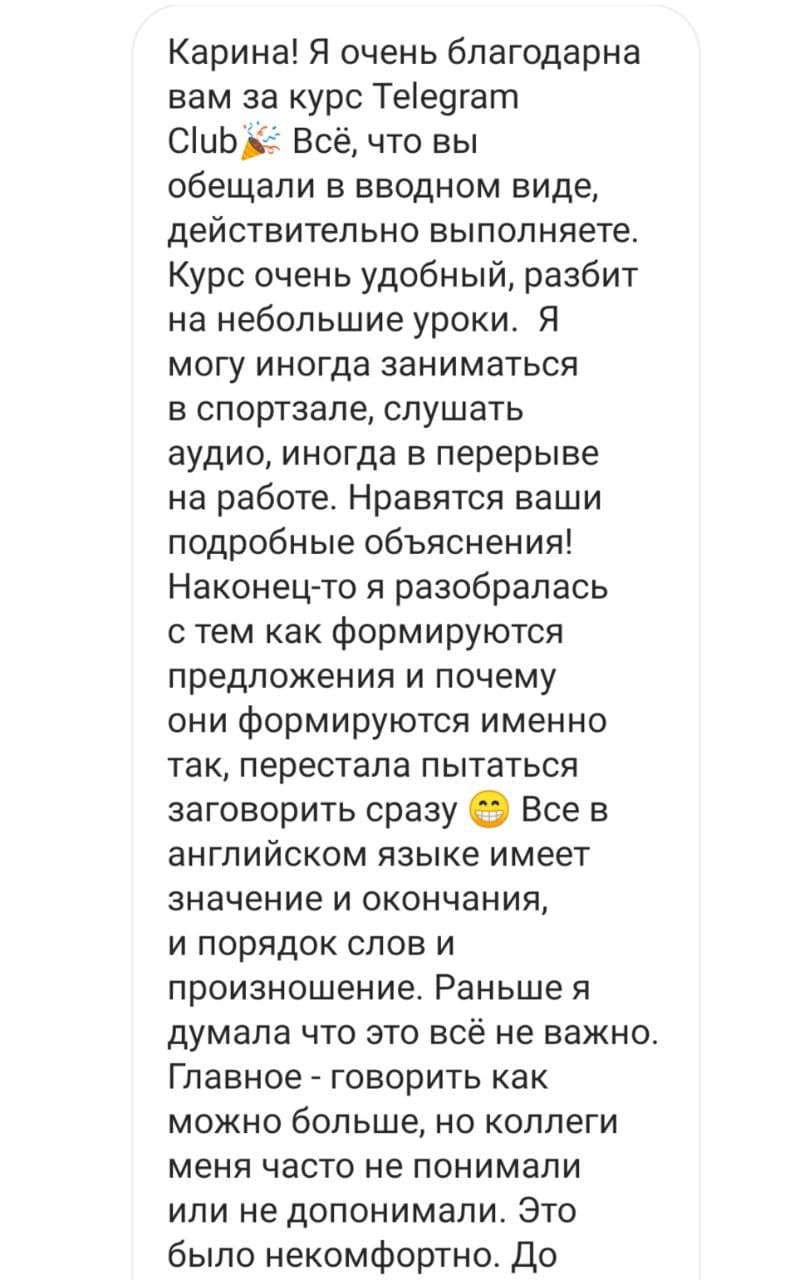 Карина! Я очень благодарна
вам за курс Telegram
Club🎉 Всё, что вы
обещали в вводном виде,
действительно выполняете.
Курс очень удобный, разбит
на небольшие уроки.  Я
могу иногда заниматься
в спортзале, слушать
аудио, иногда в перерыве
на работе. Нравятся ваши
подробные объяснения!
Наконец-то я разобралась
с тем как формируются
предложения и почему
они формируются именно
так, перестала пытаться
заговорить сразу 😁 Все в
английском языке имеет
значение и окончания,
и порядок слов и
произношение. Раньше я
думала что это всё не важно.
Главное - говорить как
можно больше, но коллеги
меня часто не понимали
или не допонимали. Это
было некомфортно. До